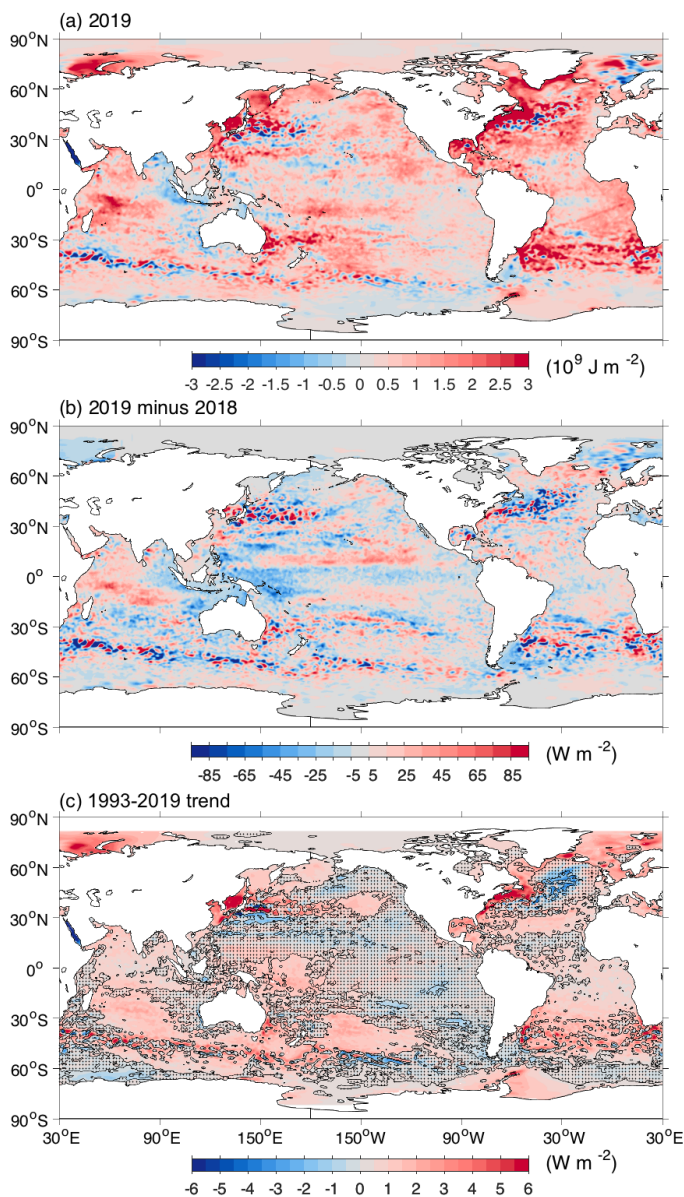 (a) 2019
90°N
60°N
30°N
0°
30°S
60°S
90°S
-3 -2.5 -2 -1.5 -1 -0.5 0 0.5 1 1.5 2 2.5 3
(10⁹ J m ⁻²)
(b) 2019 minus 2018
90°N
60°N
30°N
0°
30°S
60°S
90°S
-85 -65 -45 -25 -5 5 25 45 65 85
(W m ⁻²)
(c) 1993-2019 trend
90°N
60°N
30°N
0°
30°S
60°S
90°S
30°E 90°E 150°E 150°W 90°W 30°W 30°E
-6 -5 -4 -3 -2 -1 0 1 2 3 4 5 6
(W m ⁻²)